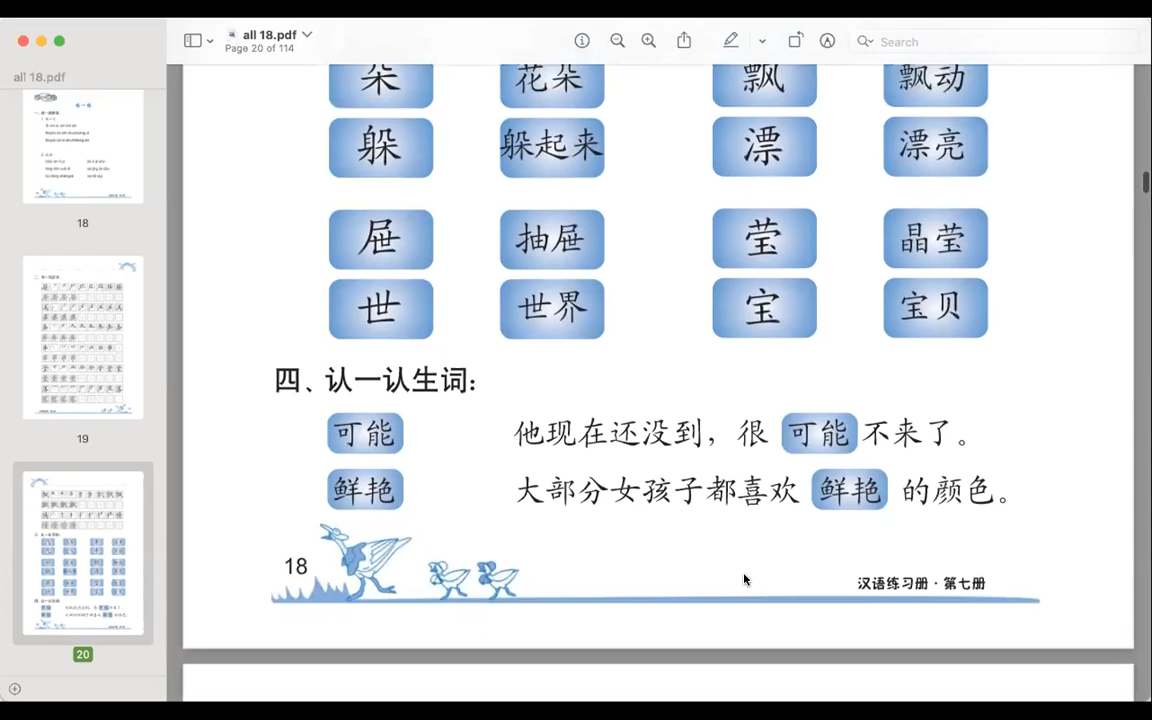 all 18.pdf
Page 20 of 114
Search
all 18.pdf
18
19
20
朵 花朵 飘 飘动
躲 躲起来 漂 漂亮
屉 抽屉 莹 晶莹
世 世界 宝 宝贝
四、认一认生词：
可能 他现在还没到，很 可能 不来了。
鲜艳 大部分女孩子都喜欢 鲜艳 的颜色。
18
汉语练习册·第七册